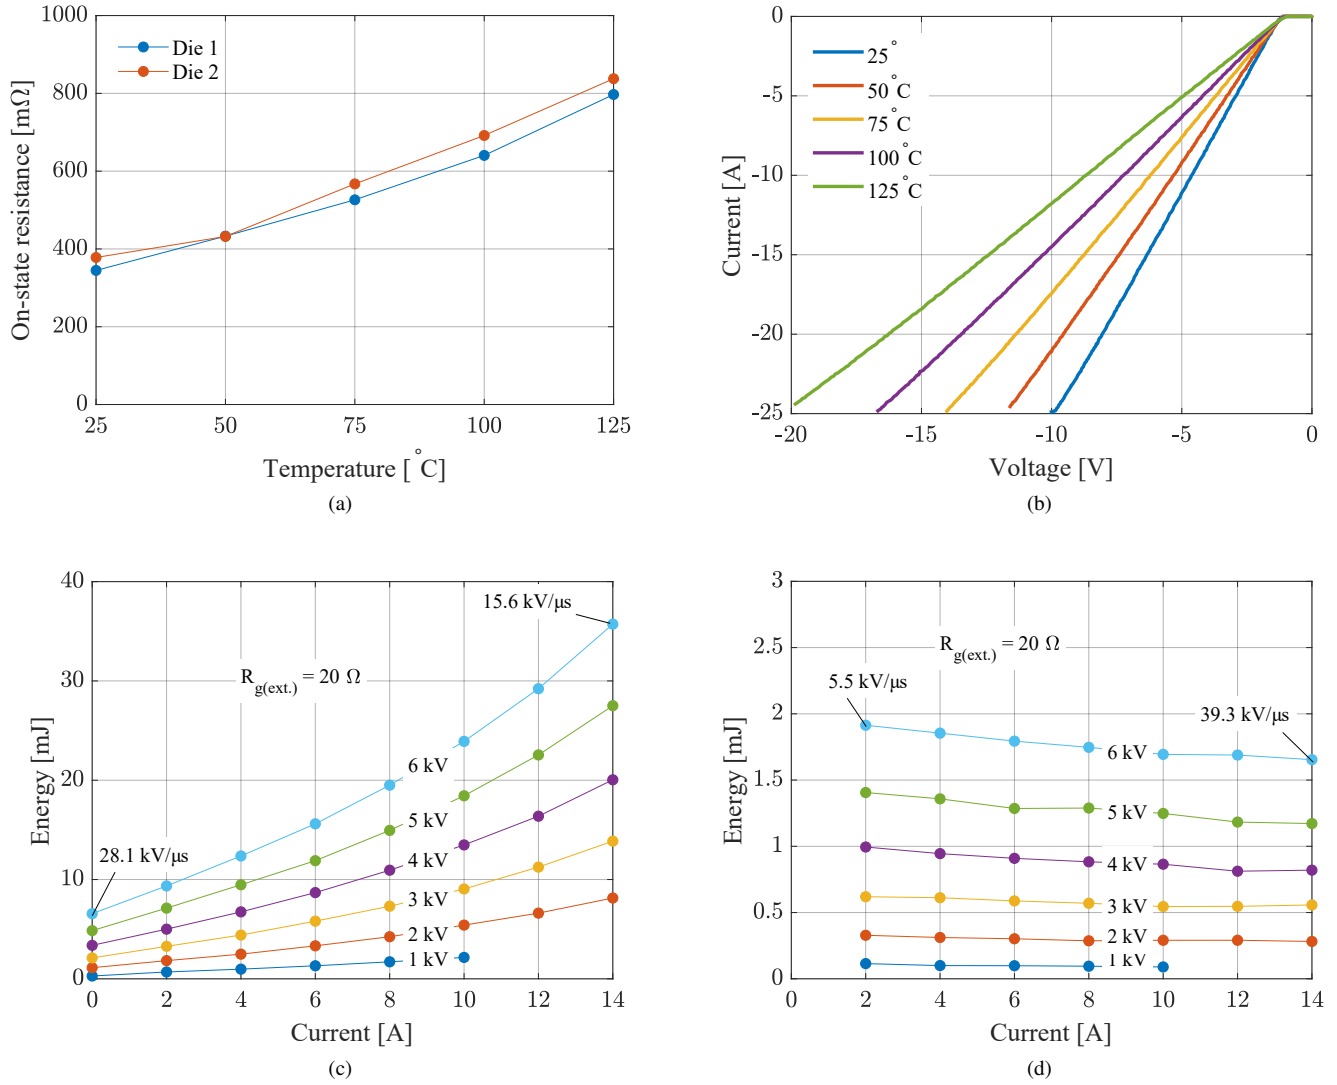 1000
800
600
400
200
0
25
50
75
100
125
On-state resistance [mΩ]
Temperature [ °C]
Die 1
Die 2
(a)
0
-5
-10
-15
-20
-25
-20
-15
-10
-5
0
Current [A]
Voltage [V]
25°
50°C
75°C
100°C
125°C
(b)
40
30
20
10
0
0
2
4
6
8
10
12
14
Energy [mJ]
Current [A]
15.6 kV/μs
Rg(ext.) = 20 Ω
28.1 kV/μs
6 kV
5 kV
4 kV
3 kV
2 kV
1 kV
(c)
3
2.5
2
1.5
1
0.5
0
0
2
4
6
8
10
12
14
Energy [mJ]
Current [A]
Rg(ext.) = 20 Ω
5.5 kV/μs
39.3 kV/μs
6 kV
5 kV
4 kV
3 kV
2 kV
1 kV
(d)